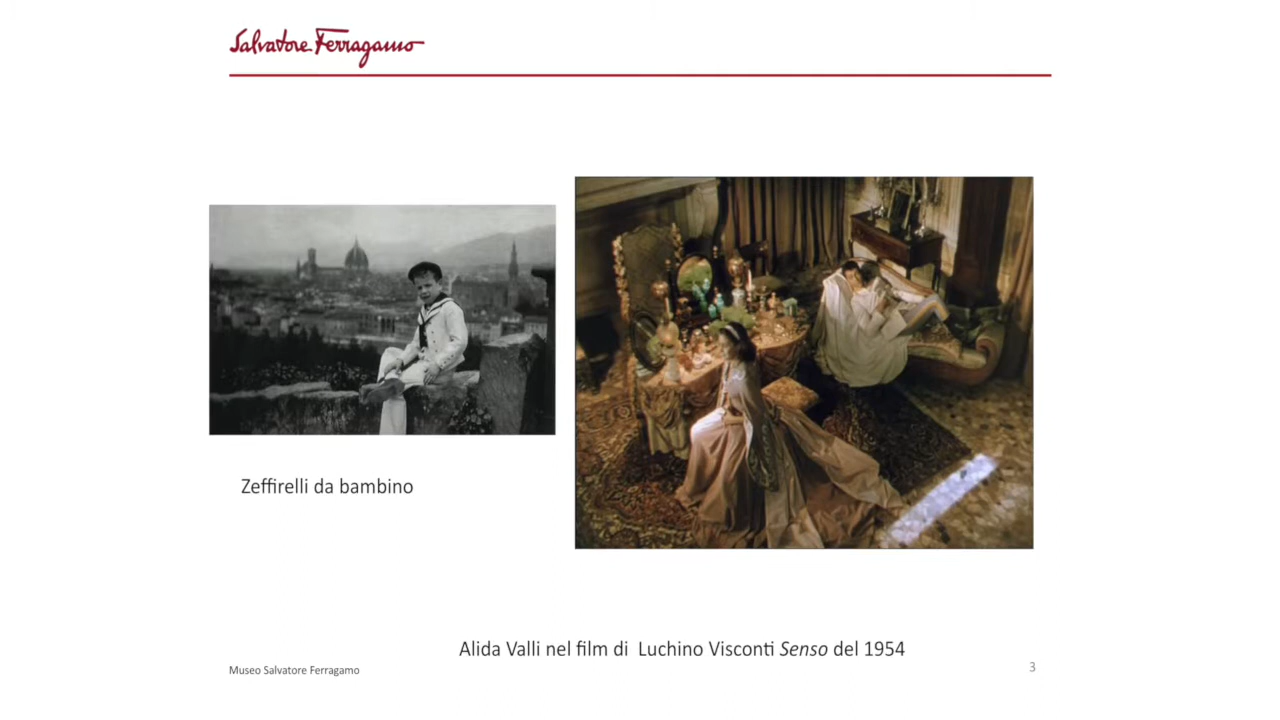 Salvatore Ferragamo
Zeffirelli da bambino
Alida Valli nel film di Luchino Visconti Senso del 1954
Museo Salvatore Ferragamo
3